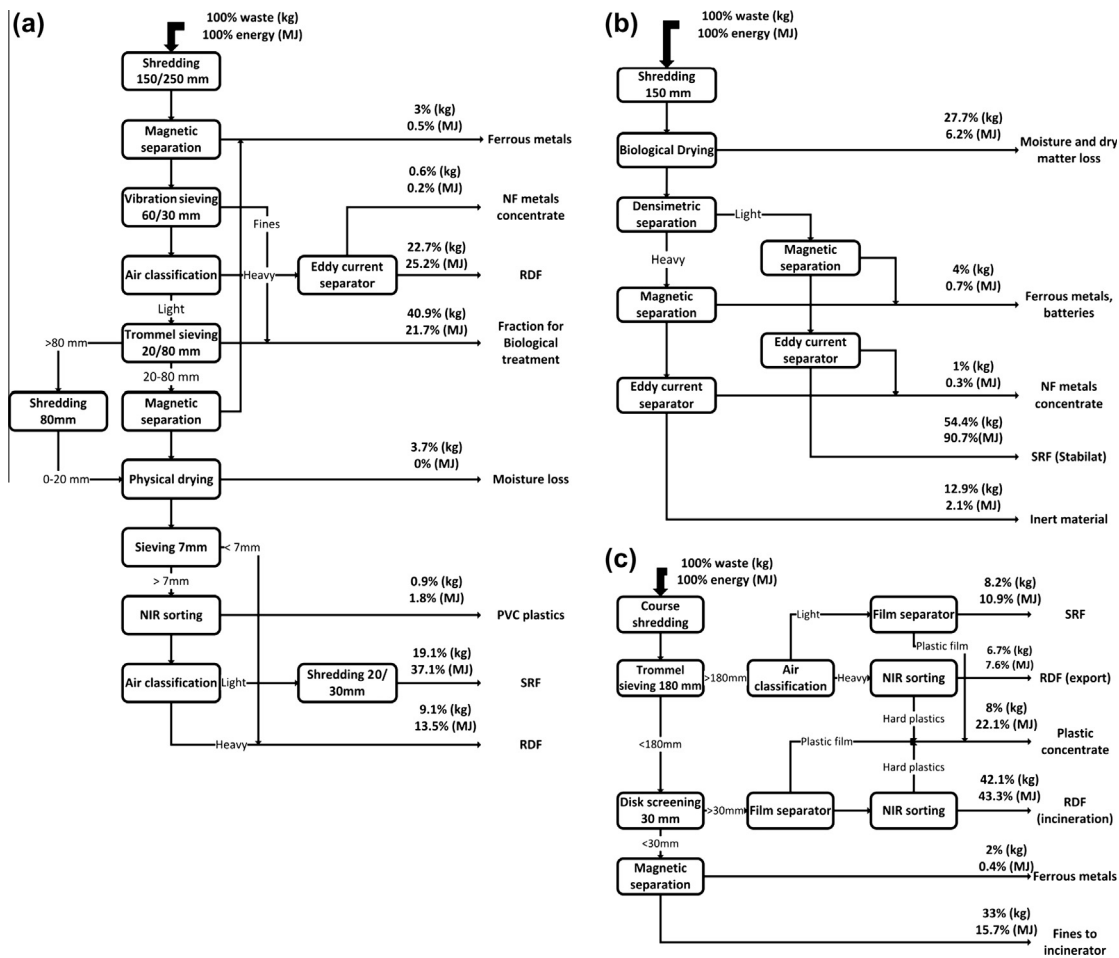 (a)
100% waste (kg)
100% energy (MJ)
Shredding
150/250 mm
3% (kg)
0.5% (MJ)
Magnetic
separation
Ferrous metals
0.6% (kg)
0.2% (MJ)
Vibration sieving
60/30 mm
NF metals
concentrate
Fines
22.7% (kg)
25.2% (MJ)
Air classification
Heavy
Eddy current
separator
RDF
Light
40.9% (kg)
21.7% (MJ)
>80 mm
Trommel sieving
20/80 mm
Fraction for
Biological
treatment
20-80 mm
Shredding
80mm
Magnetic
separation
3.7% (kg)
0% (MJ)
0-20 mm
Physical drying
Moisture loss
Sieving 7mm
< 7mm
> 7mm
0.9% (kg)
1.8% (MJ)
NIR sorting
PVC plastics
19.1% (kg)
37.1% (MJ)
Air classification
Light
Shredding 20/
30mm
SRF
9.1% (kg)
13.5% (MJ)
Heavy
RDF
(b)
100% waste (kg)
100% energy (MJ)
Shredding
150 mm
27.7% (kg)
6.2% (MJ)
Biological Drying
Moisture and dry
matter loss
Densimetric
separation
Light
Heavy
Magnetic
separation
4% (kg)
0.7% (MJ)
Magnetic
separation
Ferrous metals,
batteries
Eddy current
separator
1% (kg)
0.3% (MJ)
Eddy current
separator
NF metals
concentrate
54.4% (kg)
90.7%(MJ)
SRF (Stabilat)
12.9% (kg)
2.1% (MJ)
Inert material
(c)
100% waste (kg)
100% energy (MJ)
8.2% (kg)
10.9% (MJ)
Course
shredding
Light
Film separator
SRF
Plastic film
6.7% (kg)
7.6% (MJ)
Trommel
sieving 180 mm
>180mm
Air
classification
Heavy
NIR sorting
RDF (export)
Hard plastics
8% (kg)
22.1% (MJ)
<180mm
Plastic film
Plastic
concentrate
Hard plastics
42.1% (kg)
43.3% (MJ)
Disk screening
30 mm
>30mm
Film separator
NIR sorting
RDF
(incineration)
<30mm
2% (kg)
0.4% (MJ)
Magnetic
separation
Ferrous metals
33% (kg)
15.7% (MJ)
Fines to
incinerator